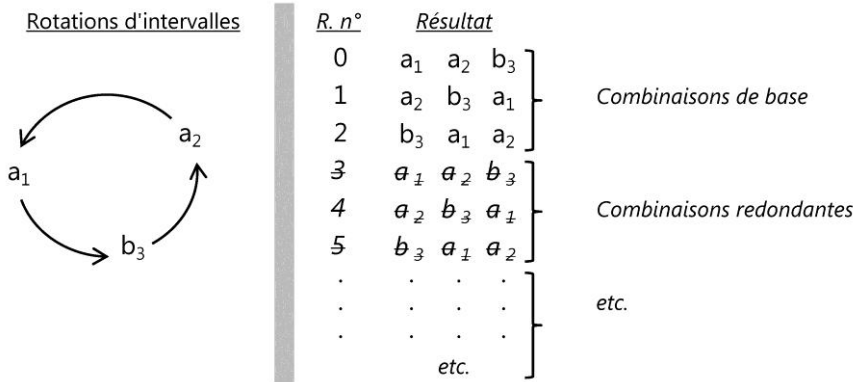 Rotations d'intervalles
a₂
a₁
b₃
R. n° Résultat
0 a₁ a₂ b₃
1 a₂ b₃ a₁
2 b₃ a₁ a₂
Combinaisons de base
3 a₁ a₂ b₃
4 a₂ b₃ a₁
5 b₃ a₁ a₂
Combinaisons redondantes
. . . .
. . . .
. . . .
etc.
etc.